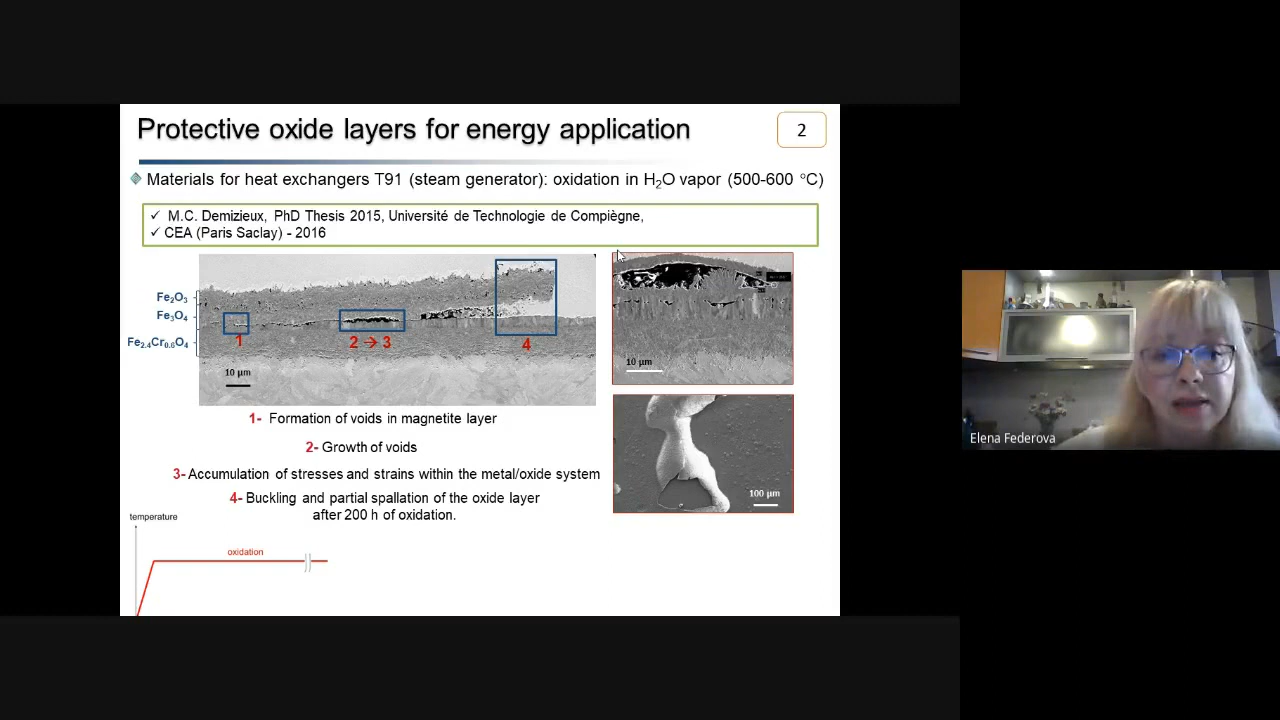 Protective oxide layers for energy application
2
Materials for heat exchangers T91 (steam generator): oxidation in H₂O vapor (500-600 °C)
✓ M.C. Demizieux, PhD Thesis 2015, Université de Technologie de Compiègne,
✓ CEA (Paris Saclay) - 2016
Fe₂O₃
Fe₃O₄
Fe₂.₄Cr₀.₆O₄
1
2 → 3
4
10 µm
10 µm
100 µm
1- Formation of voids in magnetite layer
2- Growth of voids
3- Accumulation of stresses and strains within the metal/oxide system
4- Buckling and partial spallation of the oxide layer
after 200 h of oxidation.
temperature
oxidation
Elena Federova